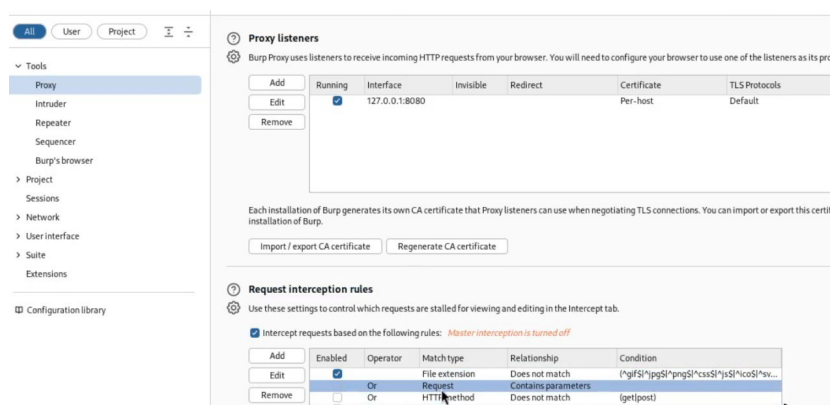 All User Project
Proxy listeners
Burp Proxy uses listeners to receive incoming HTTP requests from your browser. You will need to configure your browser to use one of the listeners as its pro
Tools
Proxy
Intruder
Repeater
Sequencer
Burp's browser
Project
Sessions
Network
User interface
Suite
Extensions
Configuration library
Add
Edit
Remove
Running Interface Invisible Redirect Certificate TLS Protocols
127.0.0.1:8080 Per-host Default
Each installation of Burp generates its own CA certificate that Proxy listeners can use when negotiating TLS connections. You can import or export this certif
installation of Burp.
Import / export CA certificate Regenerate CA certificate
Request interception rules
Use these settings to control which requests are stalled for viewing and editing in the Intercept tab.
Intercept requests based on the following rules: Master interception is turned off
Add
Edit
Remove
Enabled Operator Match type Relationship Condition
File extension Does not match (^gif$|^jpg$|^png$|^css$|^js$|^ico$|^sv...
Or Request Contains parameters
Or HTTP method Does not match (get|post)